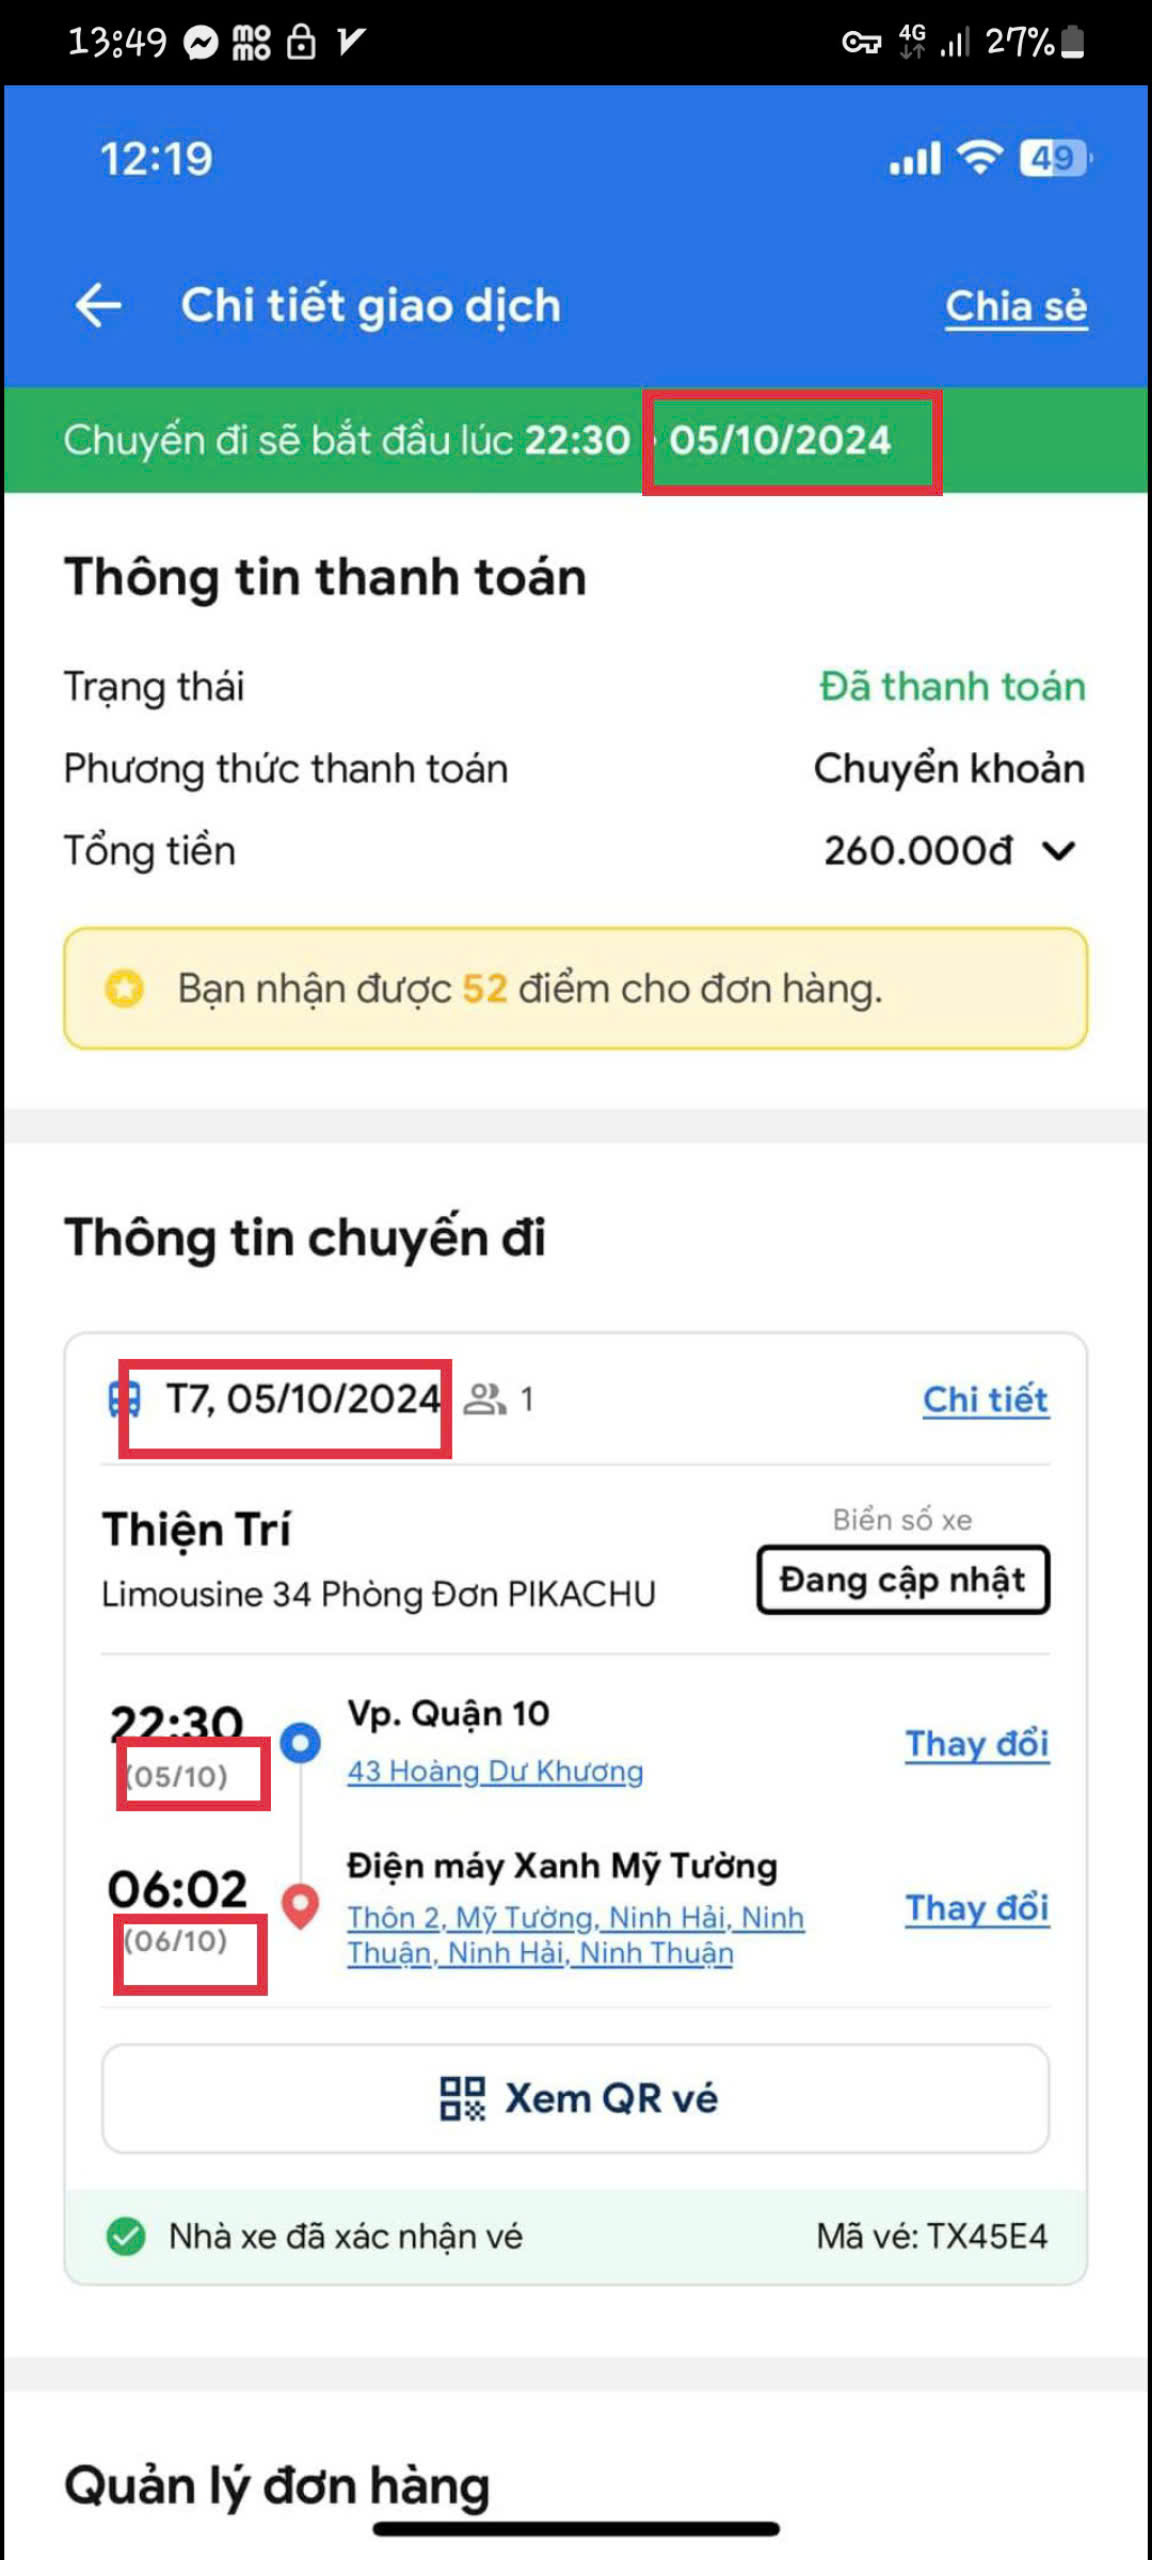 13:49 mo mo 4G 27%
12:19 49
Chi tiết giao dịch Chia sẻ
Chuyến đi sẽ bắt đầu lúc 22:30 • 05/10/2024
Thông tin thanh toán
Trạng thái Đã thanh toán
Phương thức thanh toán Chuyển khoản
Tổng tiền 260.000đ
Bạn nhận được 52 điểm cho đơn hàng.
Thông tin chuyến đi
T7, 05/10/2024 1 Chi tiết
Thiện Trí Biển số xe
Limousine 34 Phòng Đơn PIKACHU Đang cập nhật
22:30 Vp. Quận 10
(05/10) 43 Hoàng Dư Khương Thay đổi
06:02 Điện máy Xanh Mỹ Tường
(06/10) Thôn 2, Mỹ Tường, Ninh Hải, Ninh Thay đổi
Thuận, Ninh Hải, Ninh Thuận
Xem QR vé
Nhà xe đã xác nhận vé Mã vé: TX45E4
Quản lý đơn hàng